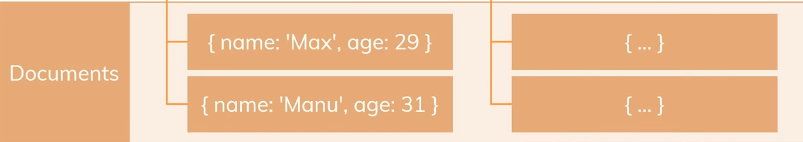 Documents
{ name: 'Max', age: 29 }
{ ... }
{ name: 'Manu', age: 31 }
{ ... }